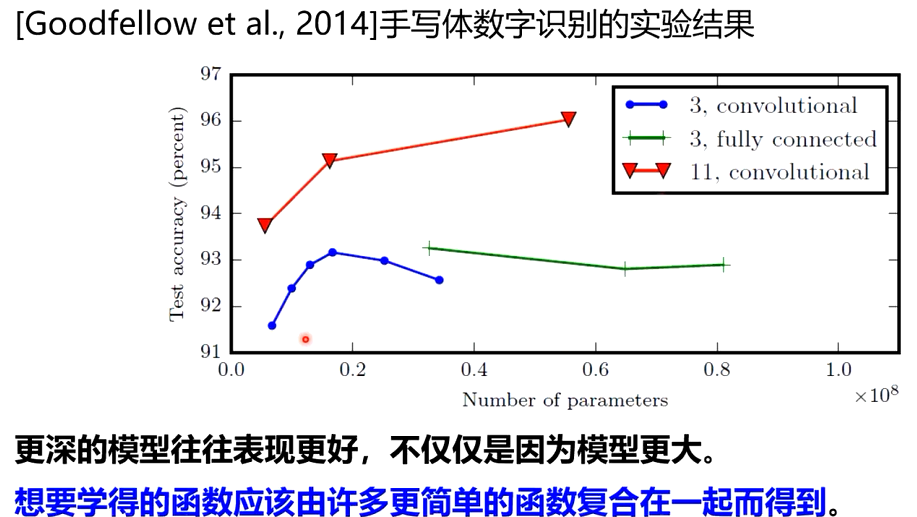 [Goodfellow et al., 2014]手写体数字识别的实验结果
97
96
95
94
93
92
91
Test accuracy (percent)
3, convolutional
3, fully connected
11, convolutional
0.0 0.2 0.4 0.6 0.8 1.0
×10⁸
Number of parameters
更深的模型往往表现更好，不仅仅是因为模型更大。
想要学得的函数应该由许多更简单的函数复合在一起而得到。